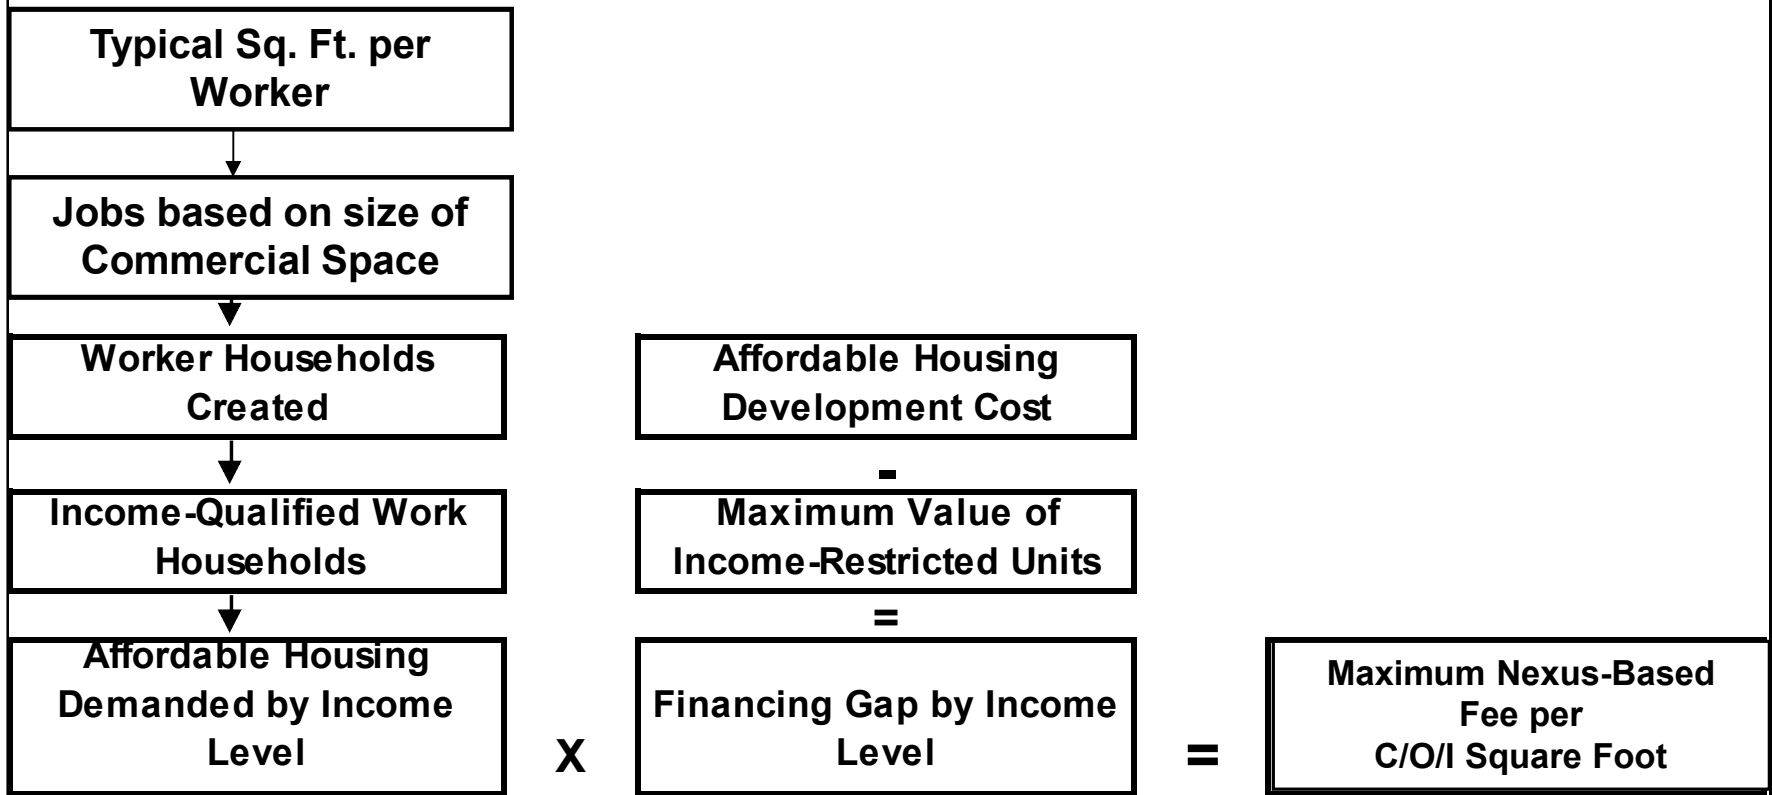 Typical Sq. Ft. per
Worker
Jobs based on size of
Commercial Space
Worker Households
Created
Income-Qualified Work
Households
Affordable Housing
Demanded by Income
Level
X
Affordable Housing
Development Cost
-
Maximum Value of
Income-Restricted Units
=
Financing Gap by Income
Level
=
Maximum Nexus-Based
Fee per
C/O/I Square Foot